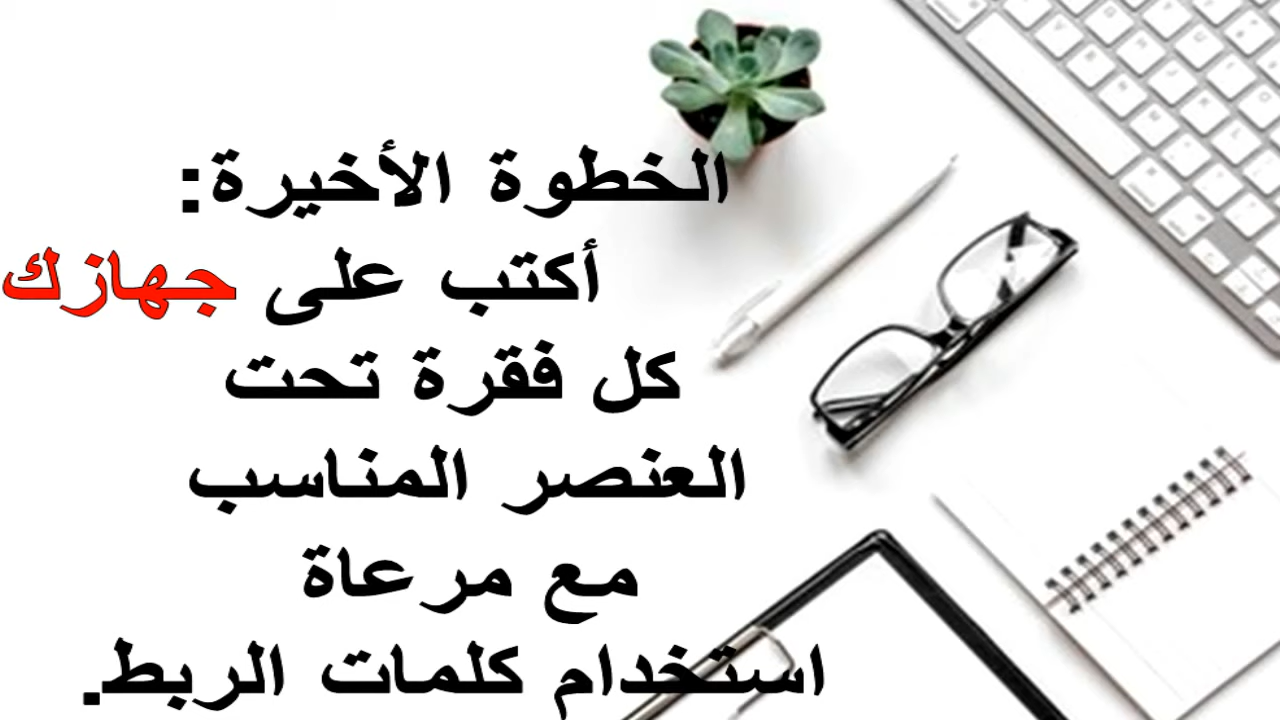 الخطوة الأخيرة:
أكتب على جهازك
كل فقرة تحت
العنصر المناسب
مع مرعاة
استخدام كلمات الربط.